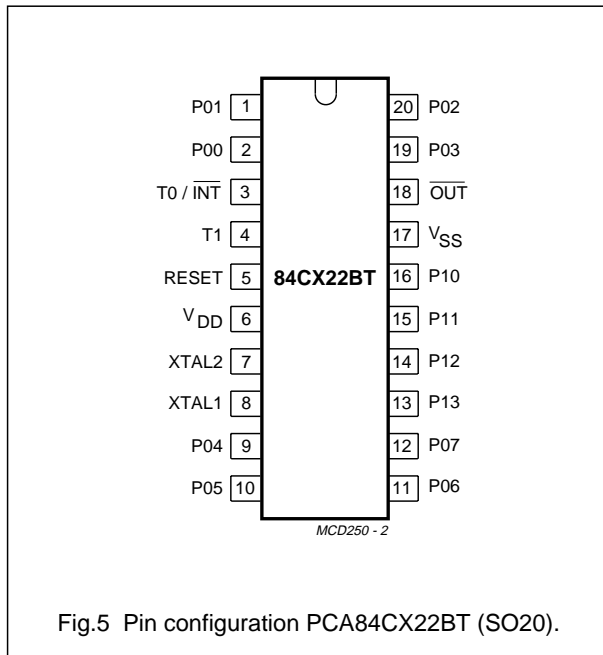 P01 1 20 P02
P00 2 19 P03
T0 / INT 3 18 OUT
T1 4 17 VSS
RESET 5 84CX22BT 16 P10
VDD 6 15 P11
XTAL2 7 14 P12
XTAL1 8 13 P13
P04 9 12 P07
P05 10 11 P06
MCD250 - 2
Fig.5 Pin configuration PCA84CX22BT (SO20).